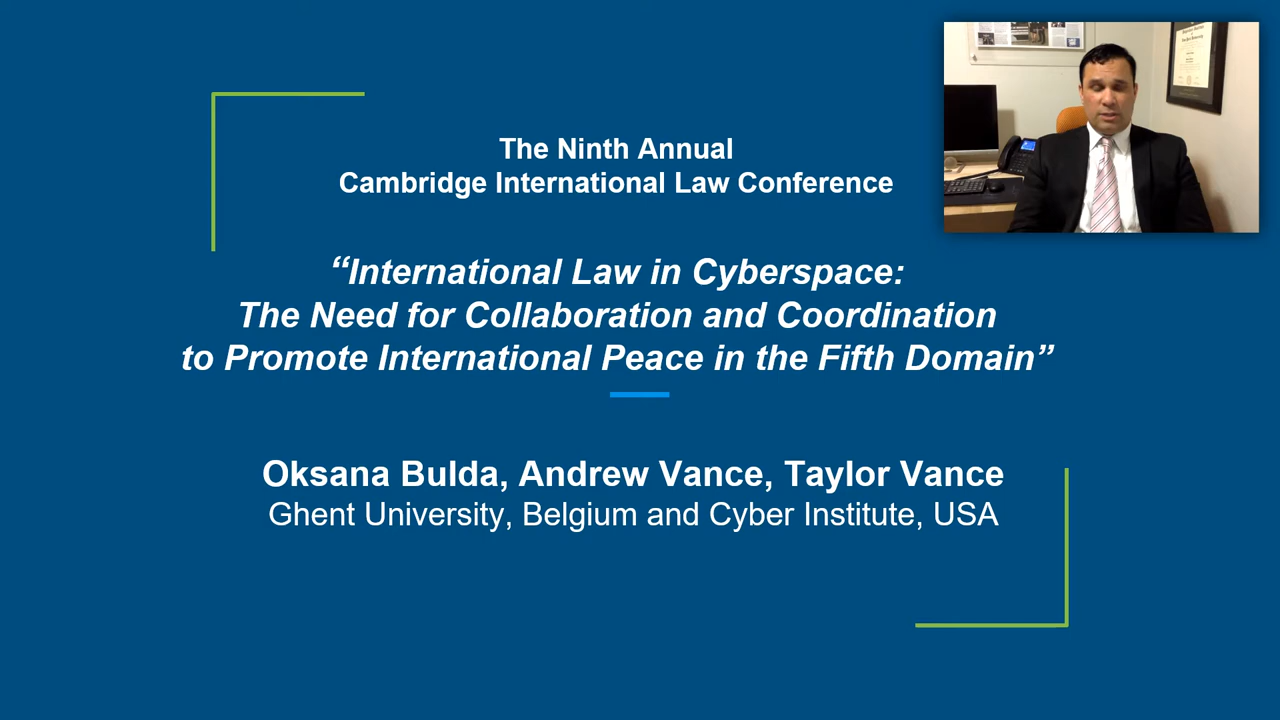 The Ninth Annual
Cambridge International Law Conference
“International Law in Cyberspace:
The Need for Collaboration and Coordination
to Promote International Peace in the Fifth Domain”
Oksana Bulda, Andrew Vance, Taylor Vance
Ghent University, Belgium and Cyber Institute, USA